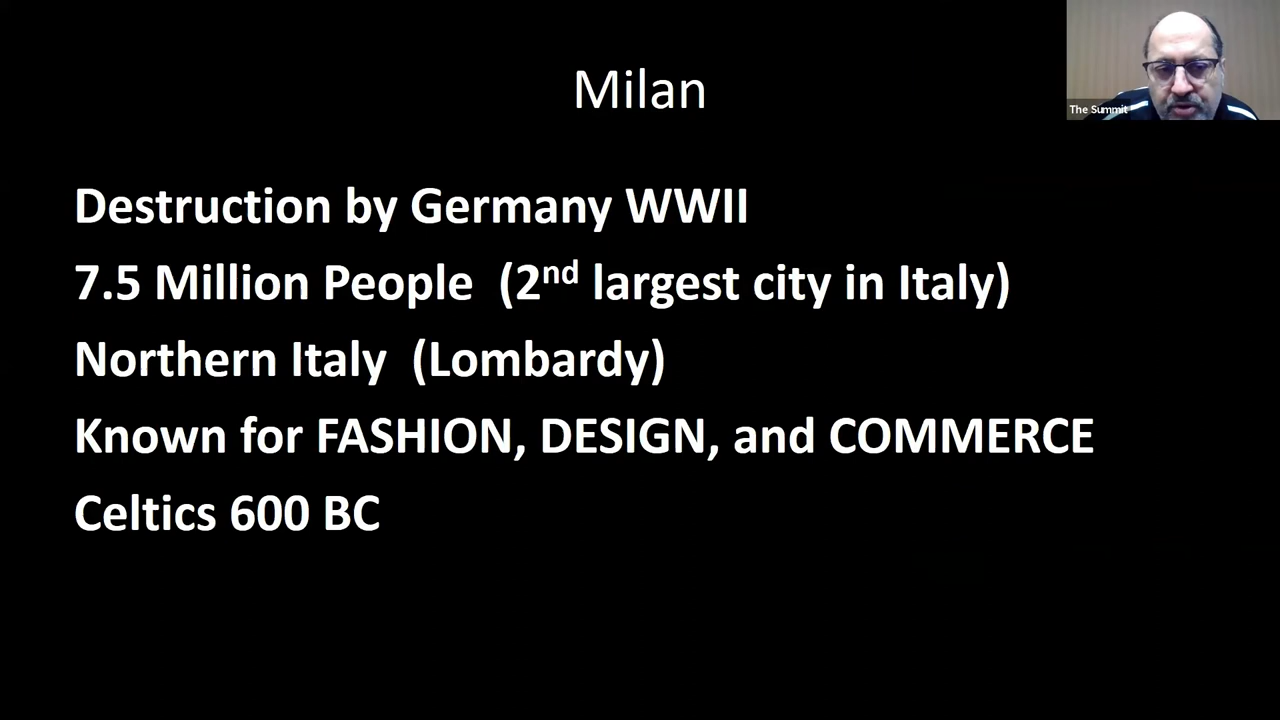 Milan
The Summit
Destruction by Germany WWII
7.5 Million People (2nd largest city in Italy)
Northern Italy (Lombardy)
Known for FASHION, DESIGN, and COMMERCE
Celtics 600 BC